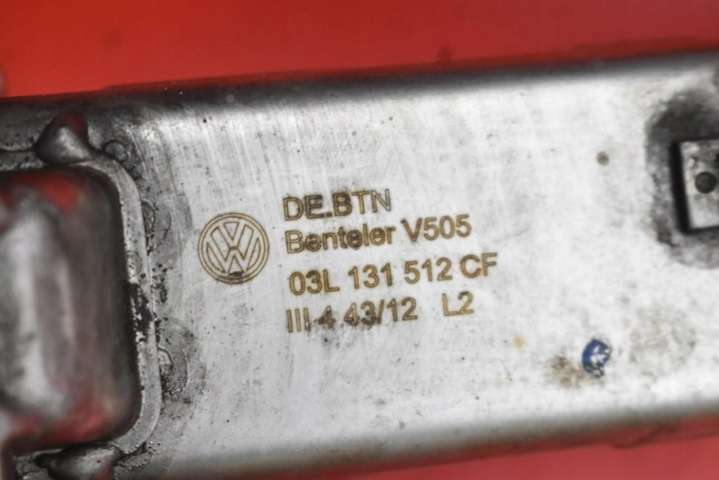 DE.BTN
Benteler V505
03L 131 512 CF
III 4 43/12 L2